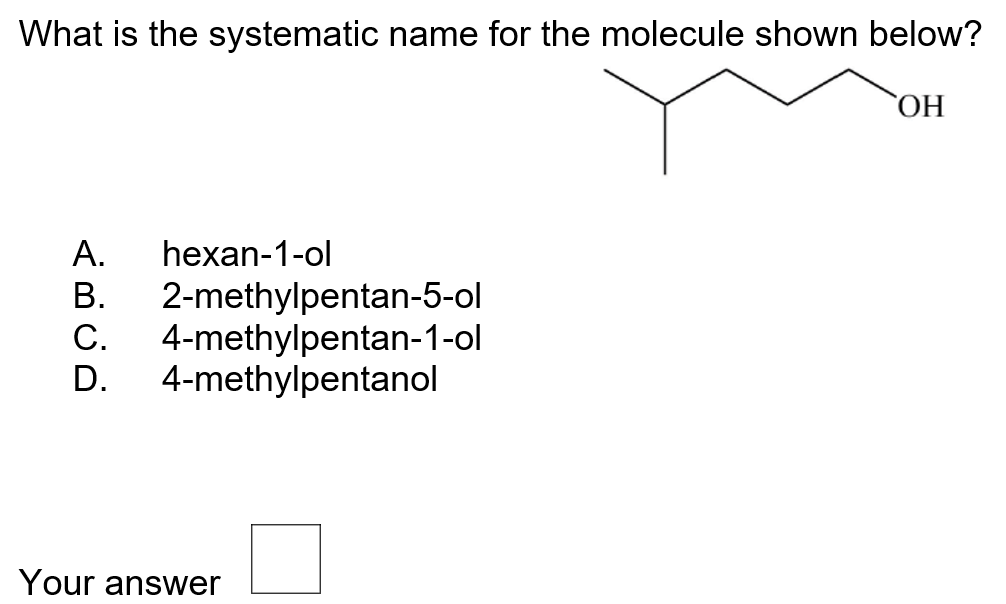 What is the systematic name for the molecule shown below?
OH
A. hexan-1-ol
B. 2-methylpentan-5-ol
C. 4-methylpentan-1-ol
D. 4-methylpentanol
Your answer